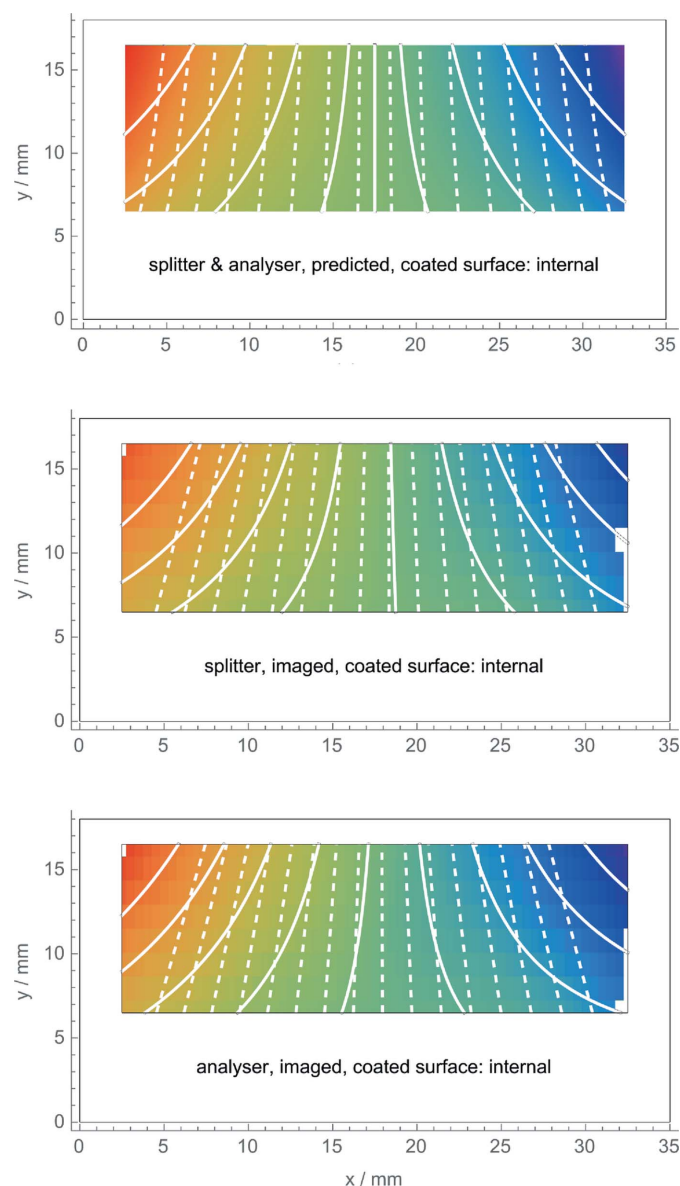 y / mm
15
10
5
0
splitter & analyser, predicted, coated surface: internal
0 5 10 15 20 25 30 35
y / mm
15
10
5
0
splitter, imaged, coated surface: internal
0 5 10 15 20 25 30 35
y / mm
15
10
5
0
analyser, imaged, coated surface: internal
0 5 10 15 20 25 30 35
x / mm